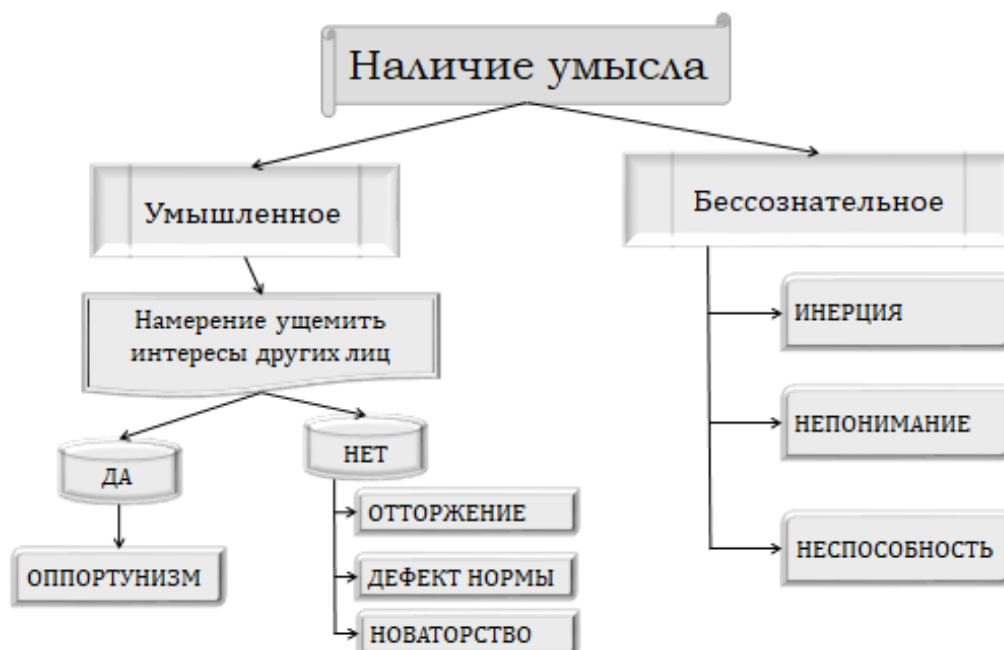 Наличие умысла
Умышленное
Бессознательное
Намерение ущемить
интересы других лиц
ДА
НЕТ
ОППОРТУНИЗМ
ОТТОРЖЕНИЕ
ДЕФЕКТ НОРМЫ
НОВАТОРСТВО
ИНЕРЦИЯ
НЕПОНИМАНИЕ
НЕСПОСОБНОСТЬ